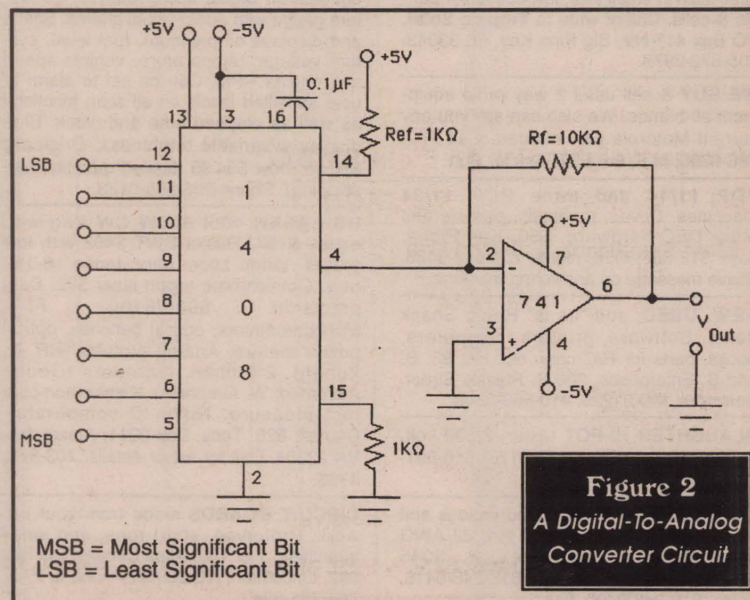 +5V -5V
+5V
0.1µF
13 3 16
Ref=1KΩ
Rf=10KΩ
LSB
12
14
11
1
10
4
4
9
0
8
8
7
6
15
MSB
5
2
1KΩ
+5V
2 -
7
7 4 1
6
3 +
4
-5V
V Out
MSB = Most Significant Bit
LSB = Least Significant Bit
Figure 2
A Digital-To-Analog
Converter Circuit